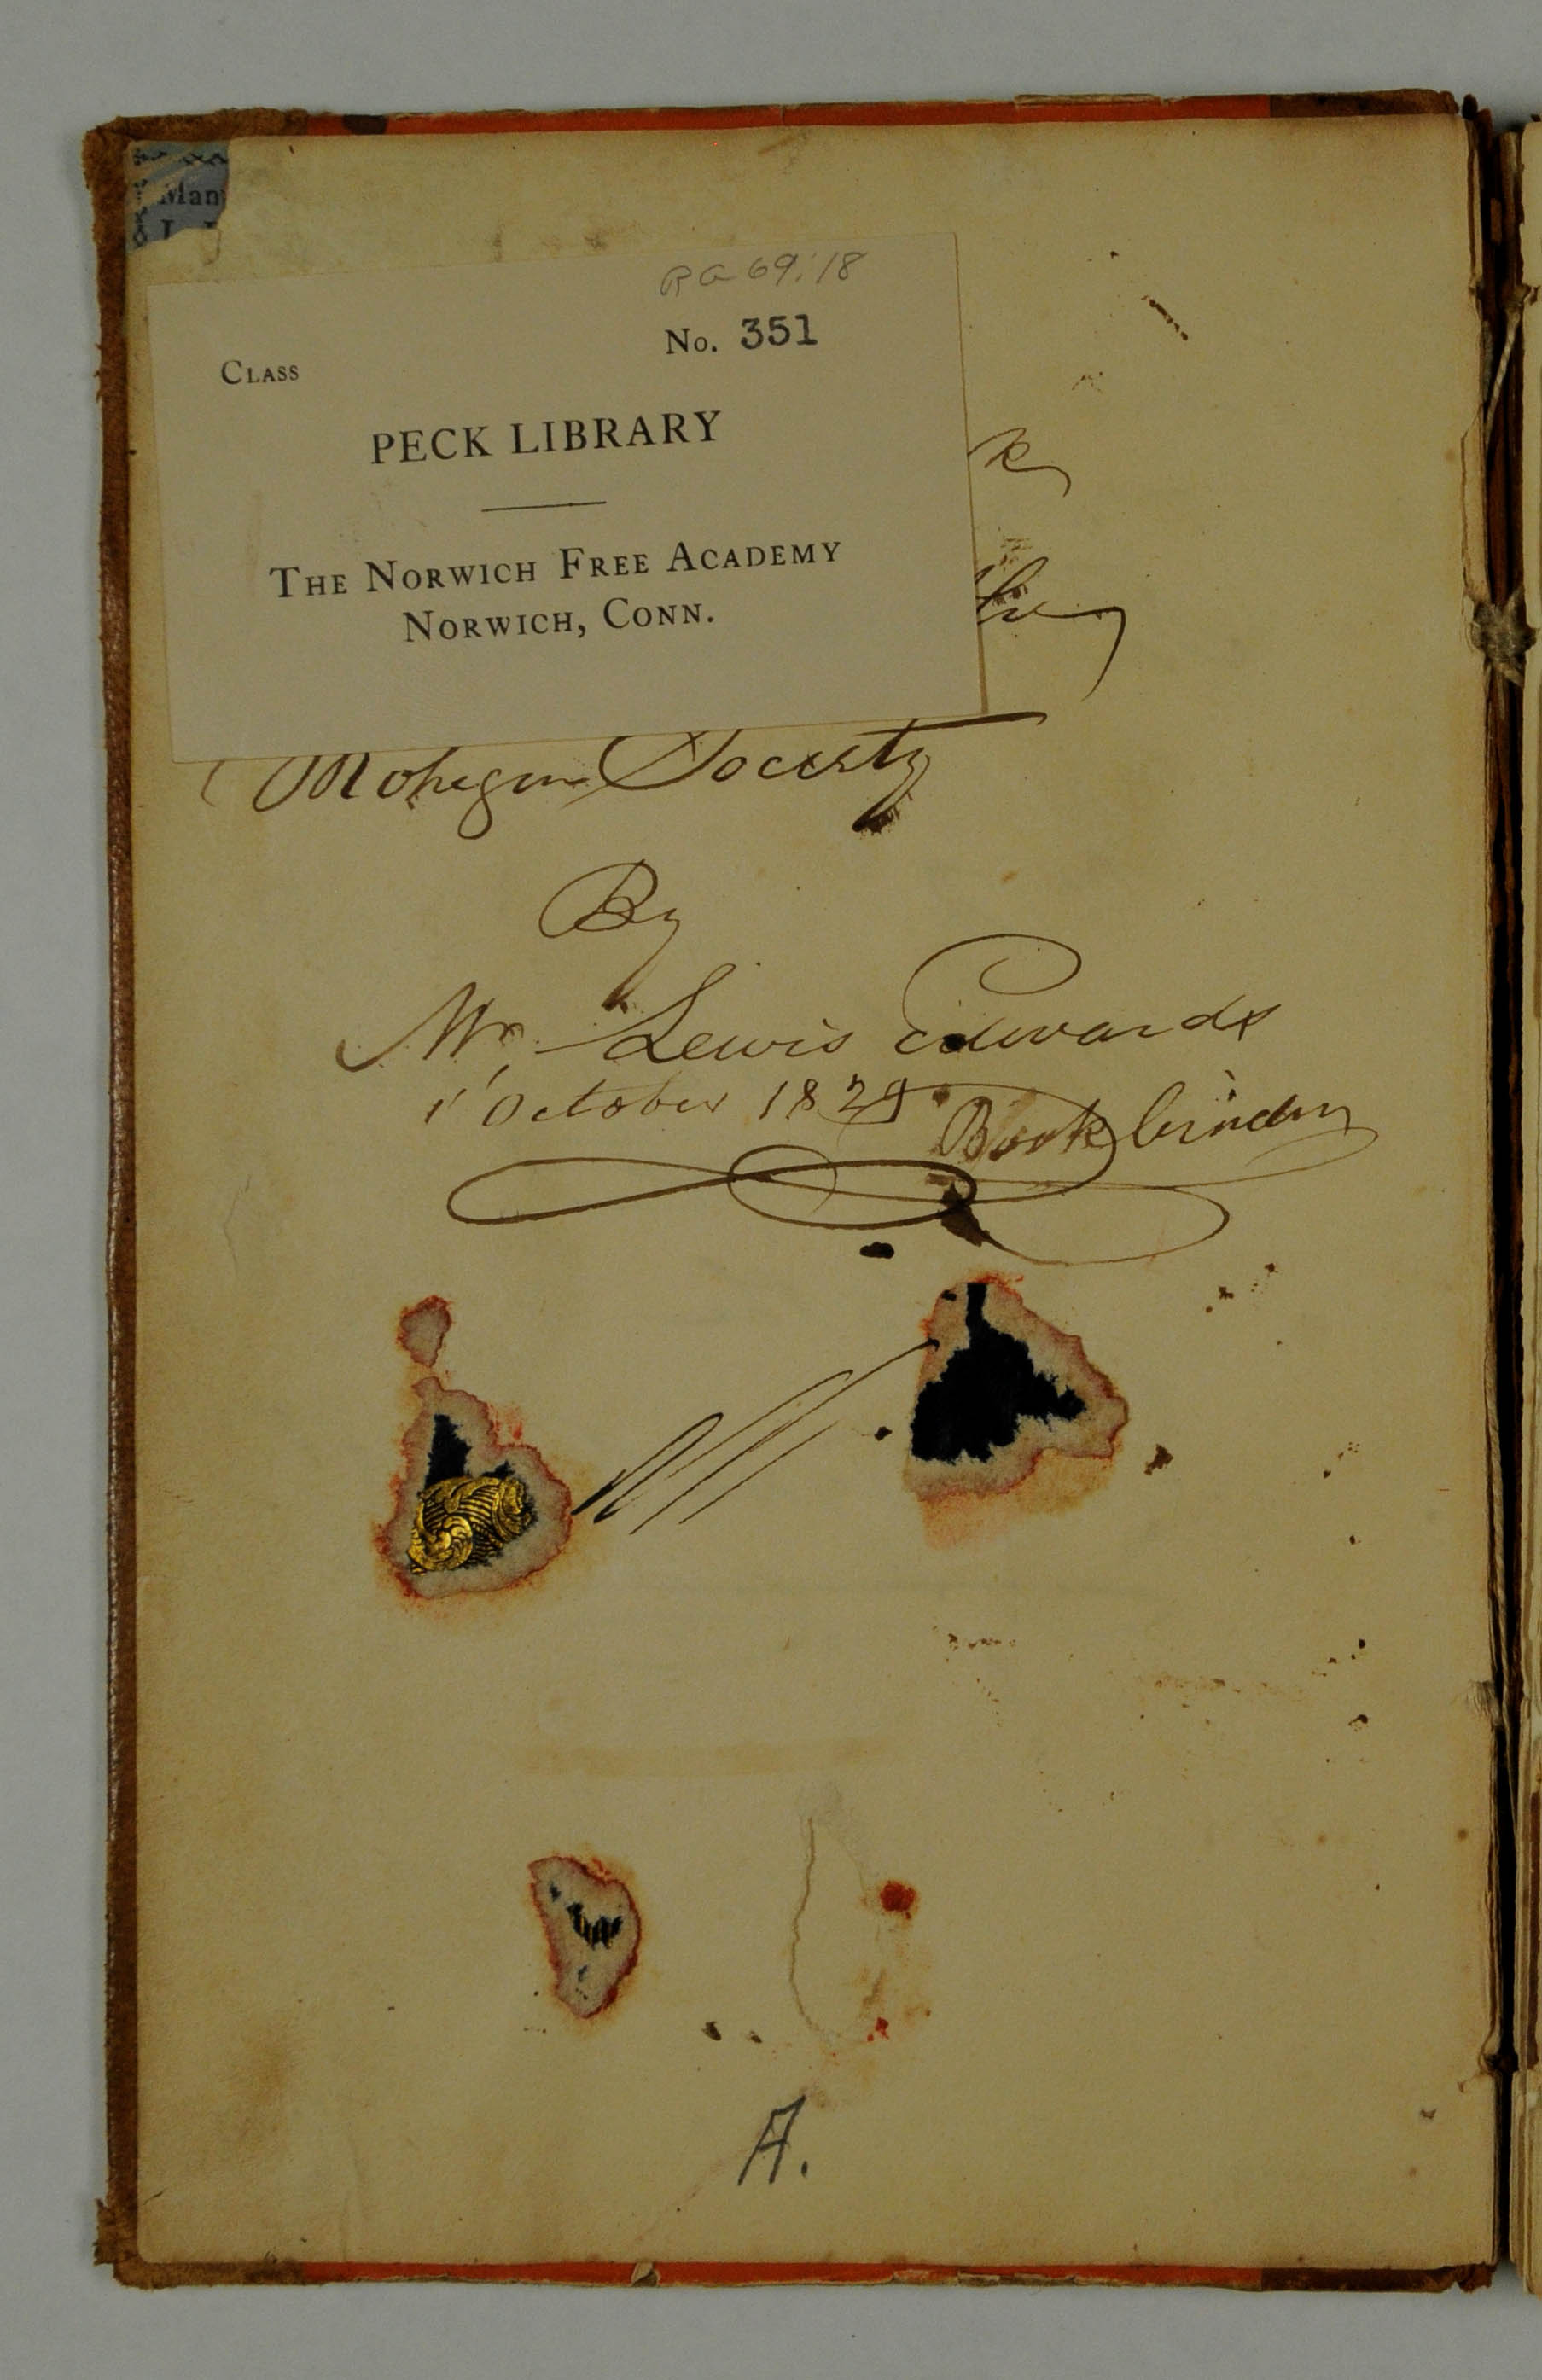 Man
RG 69:18
No. 351
CLASS
PECK LIBRARY
THE NORWICH FREE ACADEMY
NORWICH, CONN.
Mohegan Society
By
Mr, Lewis Edwards
1' October 1829
Book binder
A.